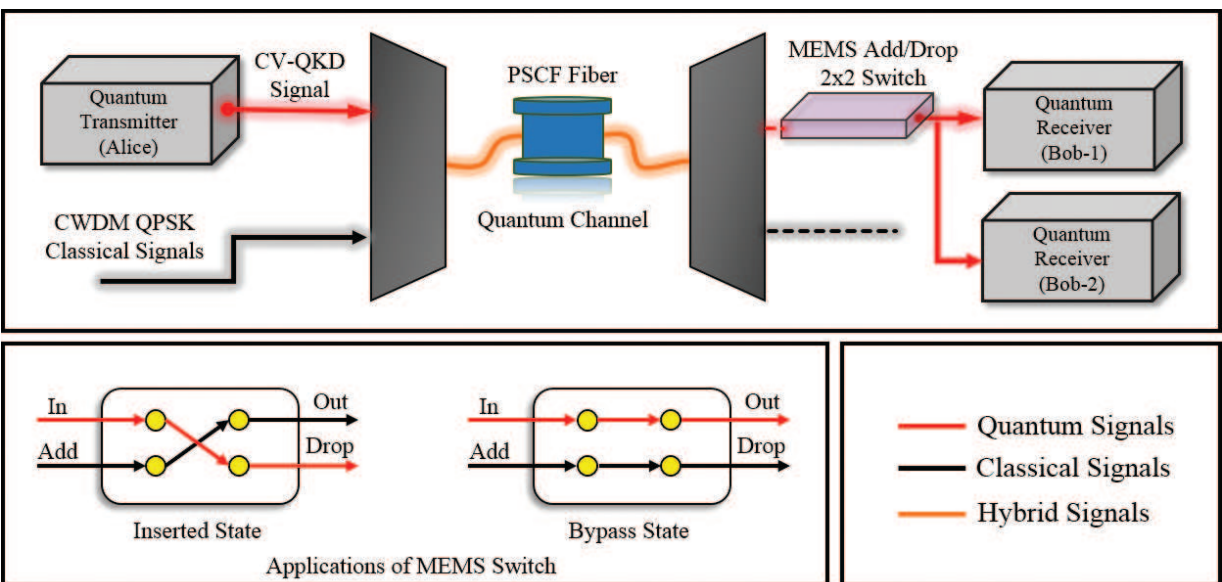 Quantum
Transmitter
(Alice)
CV-QKD
Signal
CWDM QPSK
Classical Signals
PSCF Fiber
Quantum Channel
MEMS Add/Drop
2x2 Switch
Quantum
Receiver
(Bob-1)
Quantum
Receiver
(Bob-2)
In
Add
Out
Drop
Inserted State
In
Add
Out
Drop
Bypass State
Applications of MEMS Switch
Quantum Signals
Classical Signals
Hybrid Signals